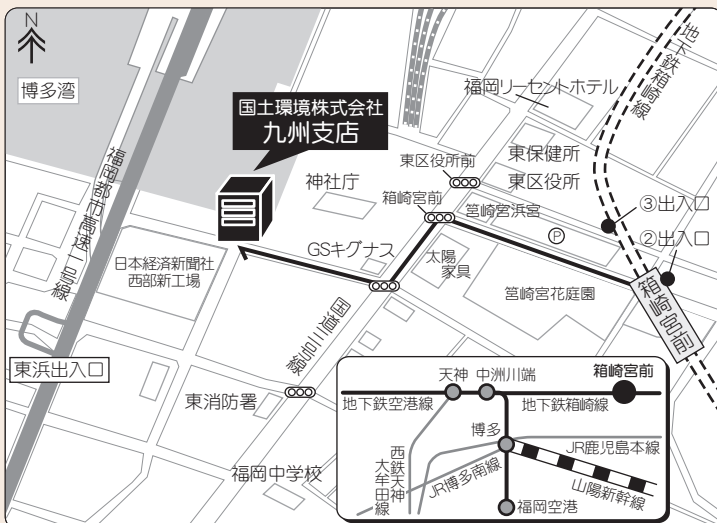 N
博多湾
国土環境株式会社
九州支店
地下鉄箱崎線
福岡リーセントホテル
東区役所前
東保健所
東区役所
神社庁
箱崎宮前
筥崎宮浜宮
③出入口
②出入口
P
福岡都市高速一号線
GSキグナス
太陽
家具
日本経済新聞社
西部新工場
筥崎宮花庭園
箱崎宮前
国道三号線
東浜出入口
東消防署
福岡中学校
天神
中洲川端
箱崎宮前
地下鉄空港線
地下鉄箱崎線
博多
JR鹿児島本線
西鉄天神
大牟田線
JR博多南線
山陽新幹線
福岡空港